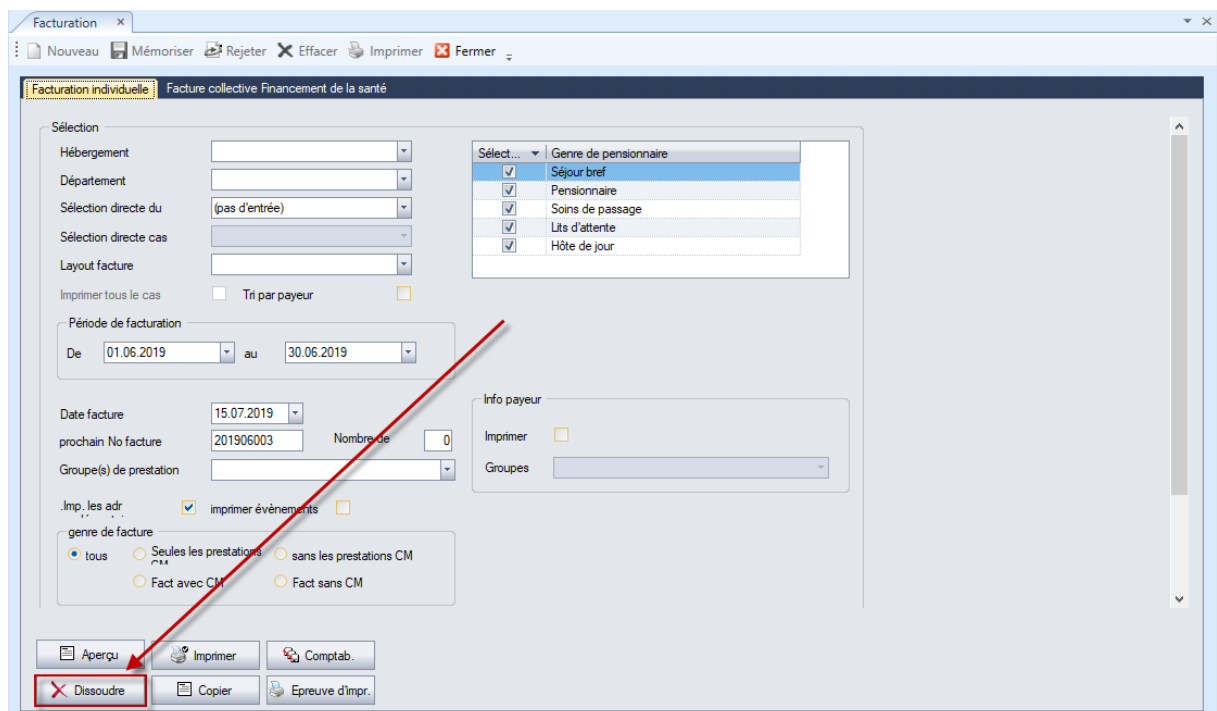 Facturation
Nouveau Mémoriser Rejeter Effacer Imprimer Fermer
Facturation individuelle Facture collective Financement de la santé
Sélection
Hébergement
Département
Sélection directe du (pas d'entrée)
Sélection directe cas
Layout facture
Imprimer tous le cas Tri par payeur
Sélect... Genre de pensionnaire
Séjour bref
Pensionnaire
Soins de passage
Lits d'attente
Hôte de jour
Période de facturation
De 01.06.2019 au 30.06.2019
Date facture 15.07.2019
prochain No facture 201906003 Nombre de 0
Groupe(s) de prestation
Info payeur
Imprimer
Groupes
.Imp. les adr imprimer évènements
genre de facture
tous Seules les prestations sans les prestations CM
Fact avec CM Fact sans CM
Aperçu Imprimer Comptab.
Dissoudre Copier Epreuve d'impr.